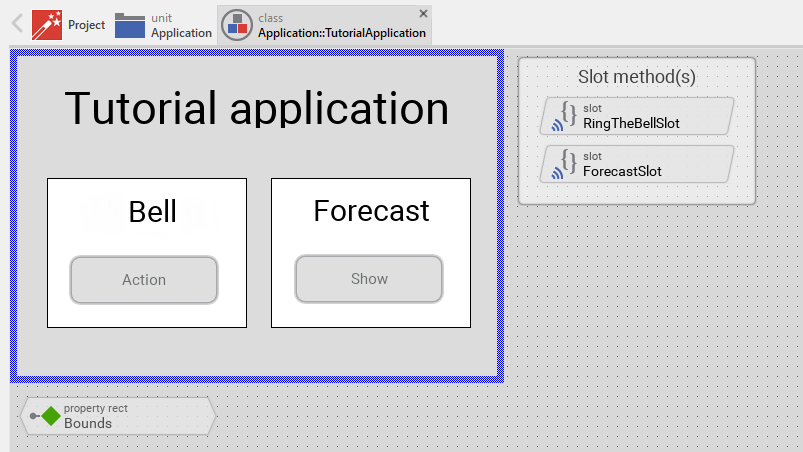 Project
unit
Application
class
Application::TutorialApplication
Tutorial application
Bell
Action
Forecast
Show
Slot method(s)
slot
RingTheBellSlot
slot
ForecastSlot
property rect
Bounds